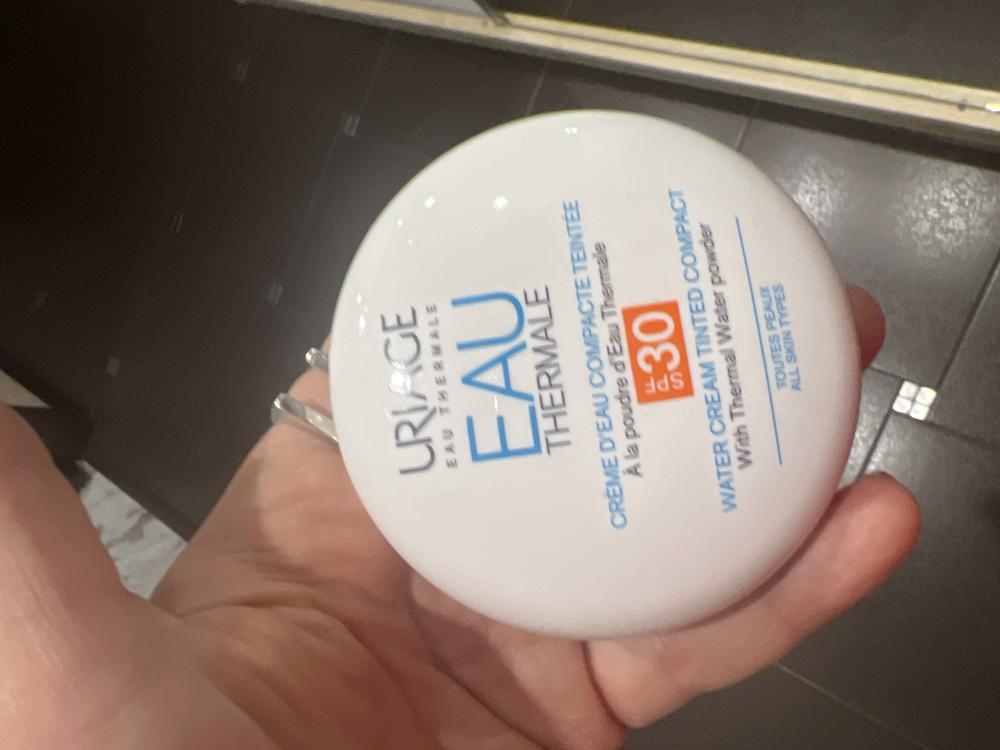 URIAGE
EAU THERMALE
EAU
THERMALE
CRÈME D'EAU COMPACTE TEINTÉE
À la poudre d'Eau Thermale
SPF 30
WATER CREAM TINTED COMPACT
With Thermal Water powder
TOUTES PEAUX
ALL SKIN TYPES